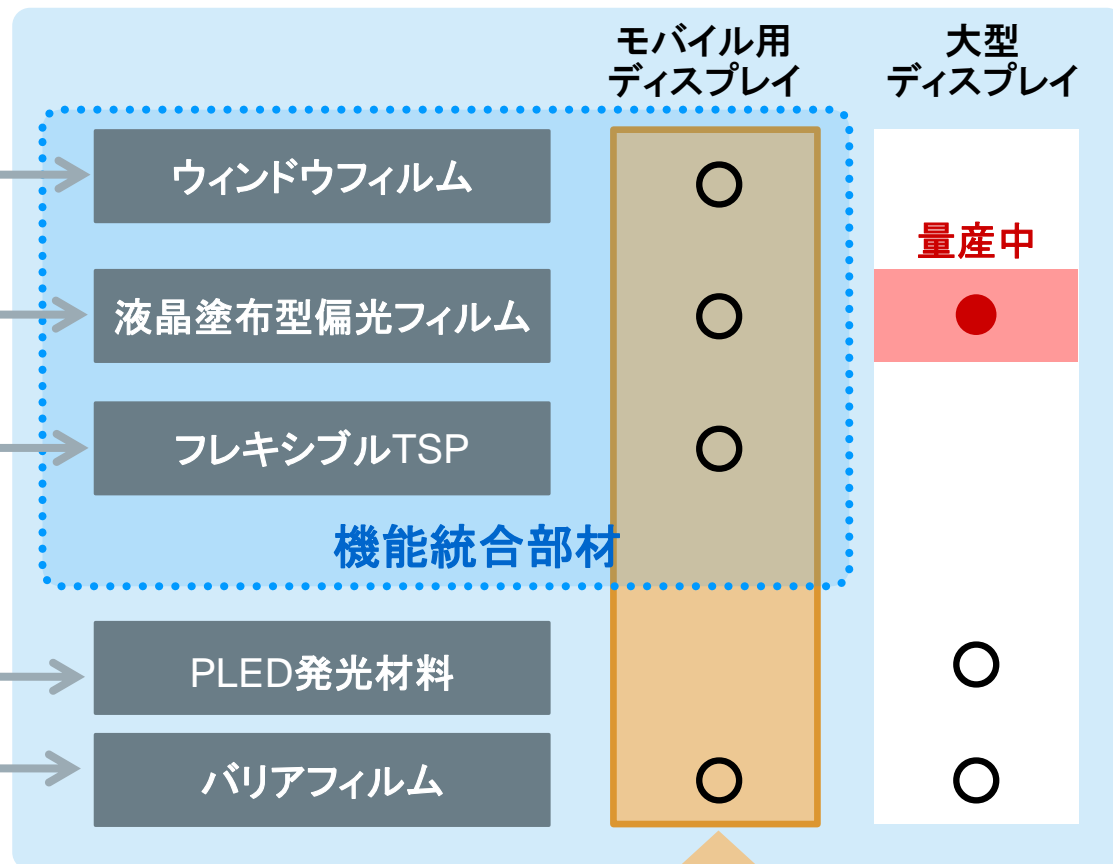 モバイル用
ディスプレイ
大型
ディスプレイ
ウィンドウフィルム
量産中
液晶塗布型偏光フィルム
フレキシブルTSP
機能統合部材
PLED発光材料
バリアフィルム